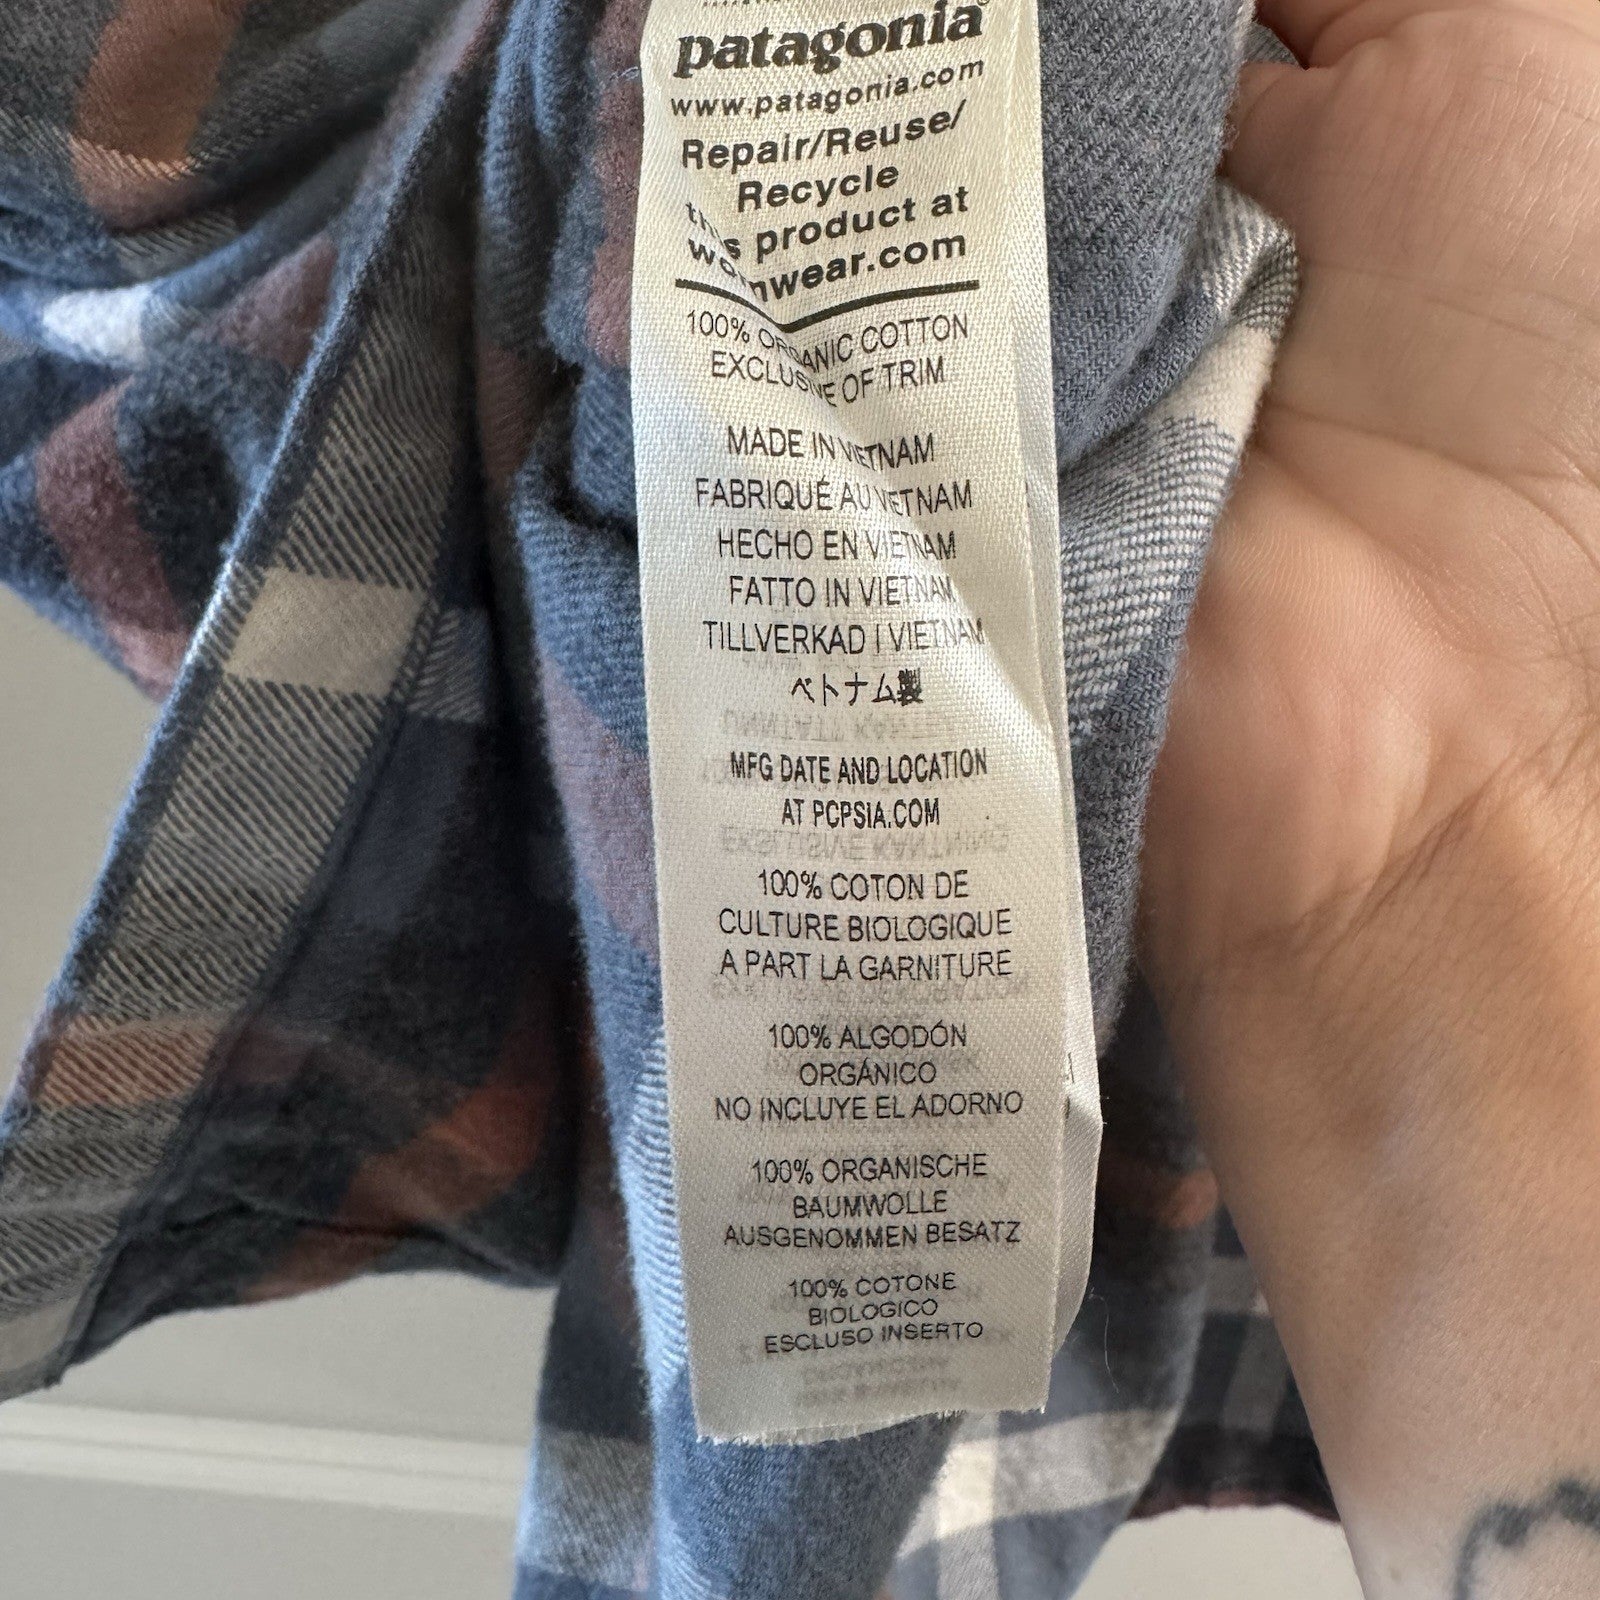 patagonia®
www.patagonia.com
Repair/Reuse/
Recycle
this product at
wornwear.com
100% ORGANIC COTTON
EXCLUSIVE OF TRIM
MADE IN VIETNAM
FABRIQUÉ AU VIETNAM
HECHO EN VIETNAM
FATTO IN VIETNAM
TILLVERKAD I VIETNAM
ベトナム製
MFG DATE AND LOCATION
AT PCPSIA.COM
100% COTON DE
CULTURE BIOLOGIQUE
A PART LA GARNITURE
100% ALGODÓN
ORGÁNICO
NO INCLUYE EL ADORNO
100% ORGANISCHE
BAUMWOLLE
AUSGENOMMEN BESATZ
100% COTONE
BIOLOGICO
ESCLUSO INSERTO